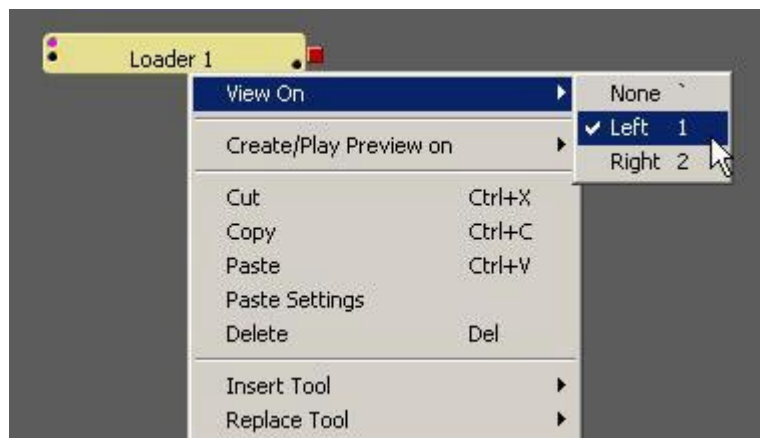 Loader 1
View On
None `
Left 1
Right 2
Create/Play Preview on
Cut Ctrl+X
Copy Ctrl+C
Paste Ctrl+V
Paste Settings
Delete Del
Insert Tool
Replace Tool